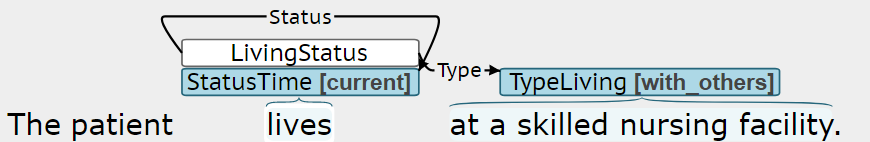 Status
LivingStatus
Type
StatusTime [current] TypeLiving [with_others]
The patient lives at a skilled nursing facility.